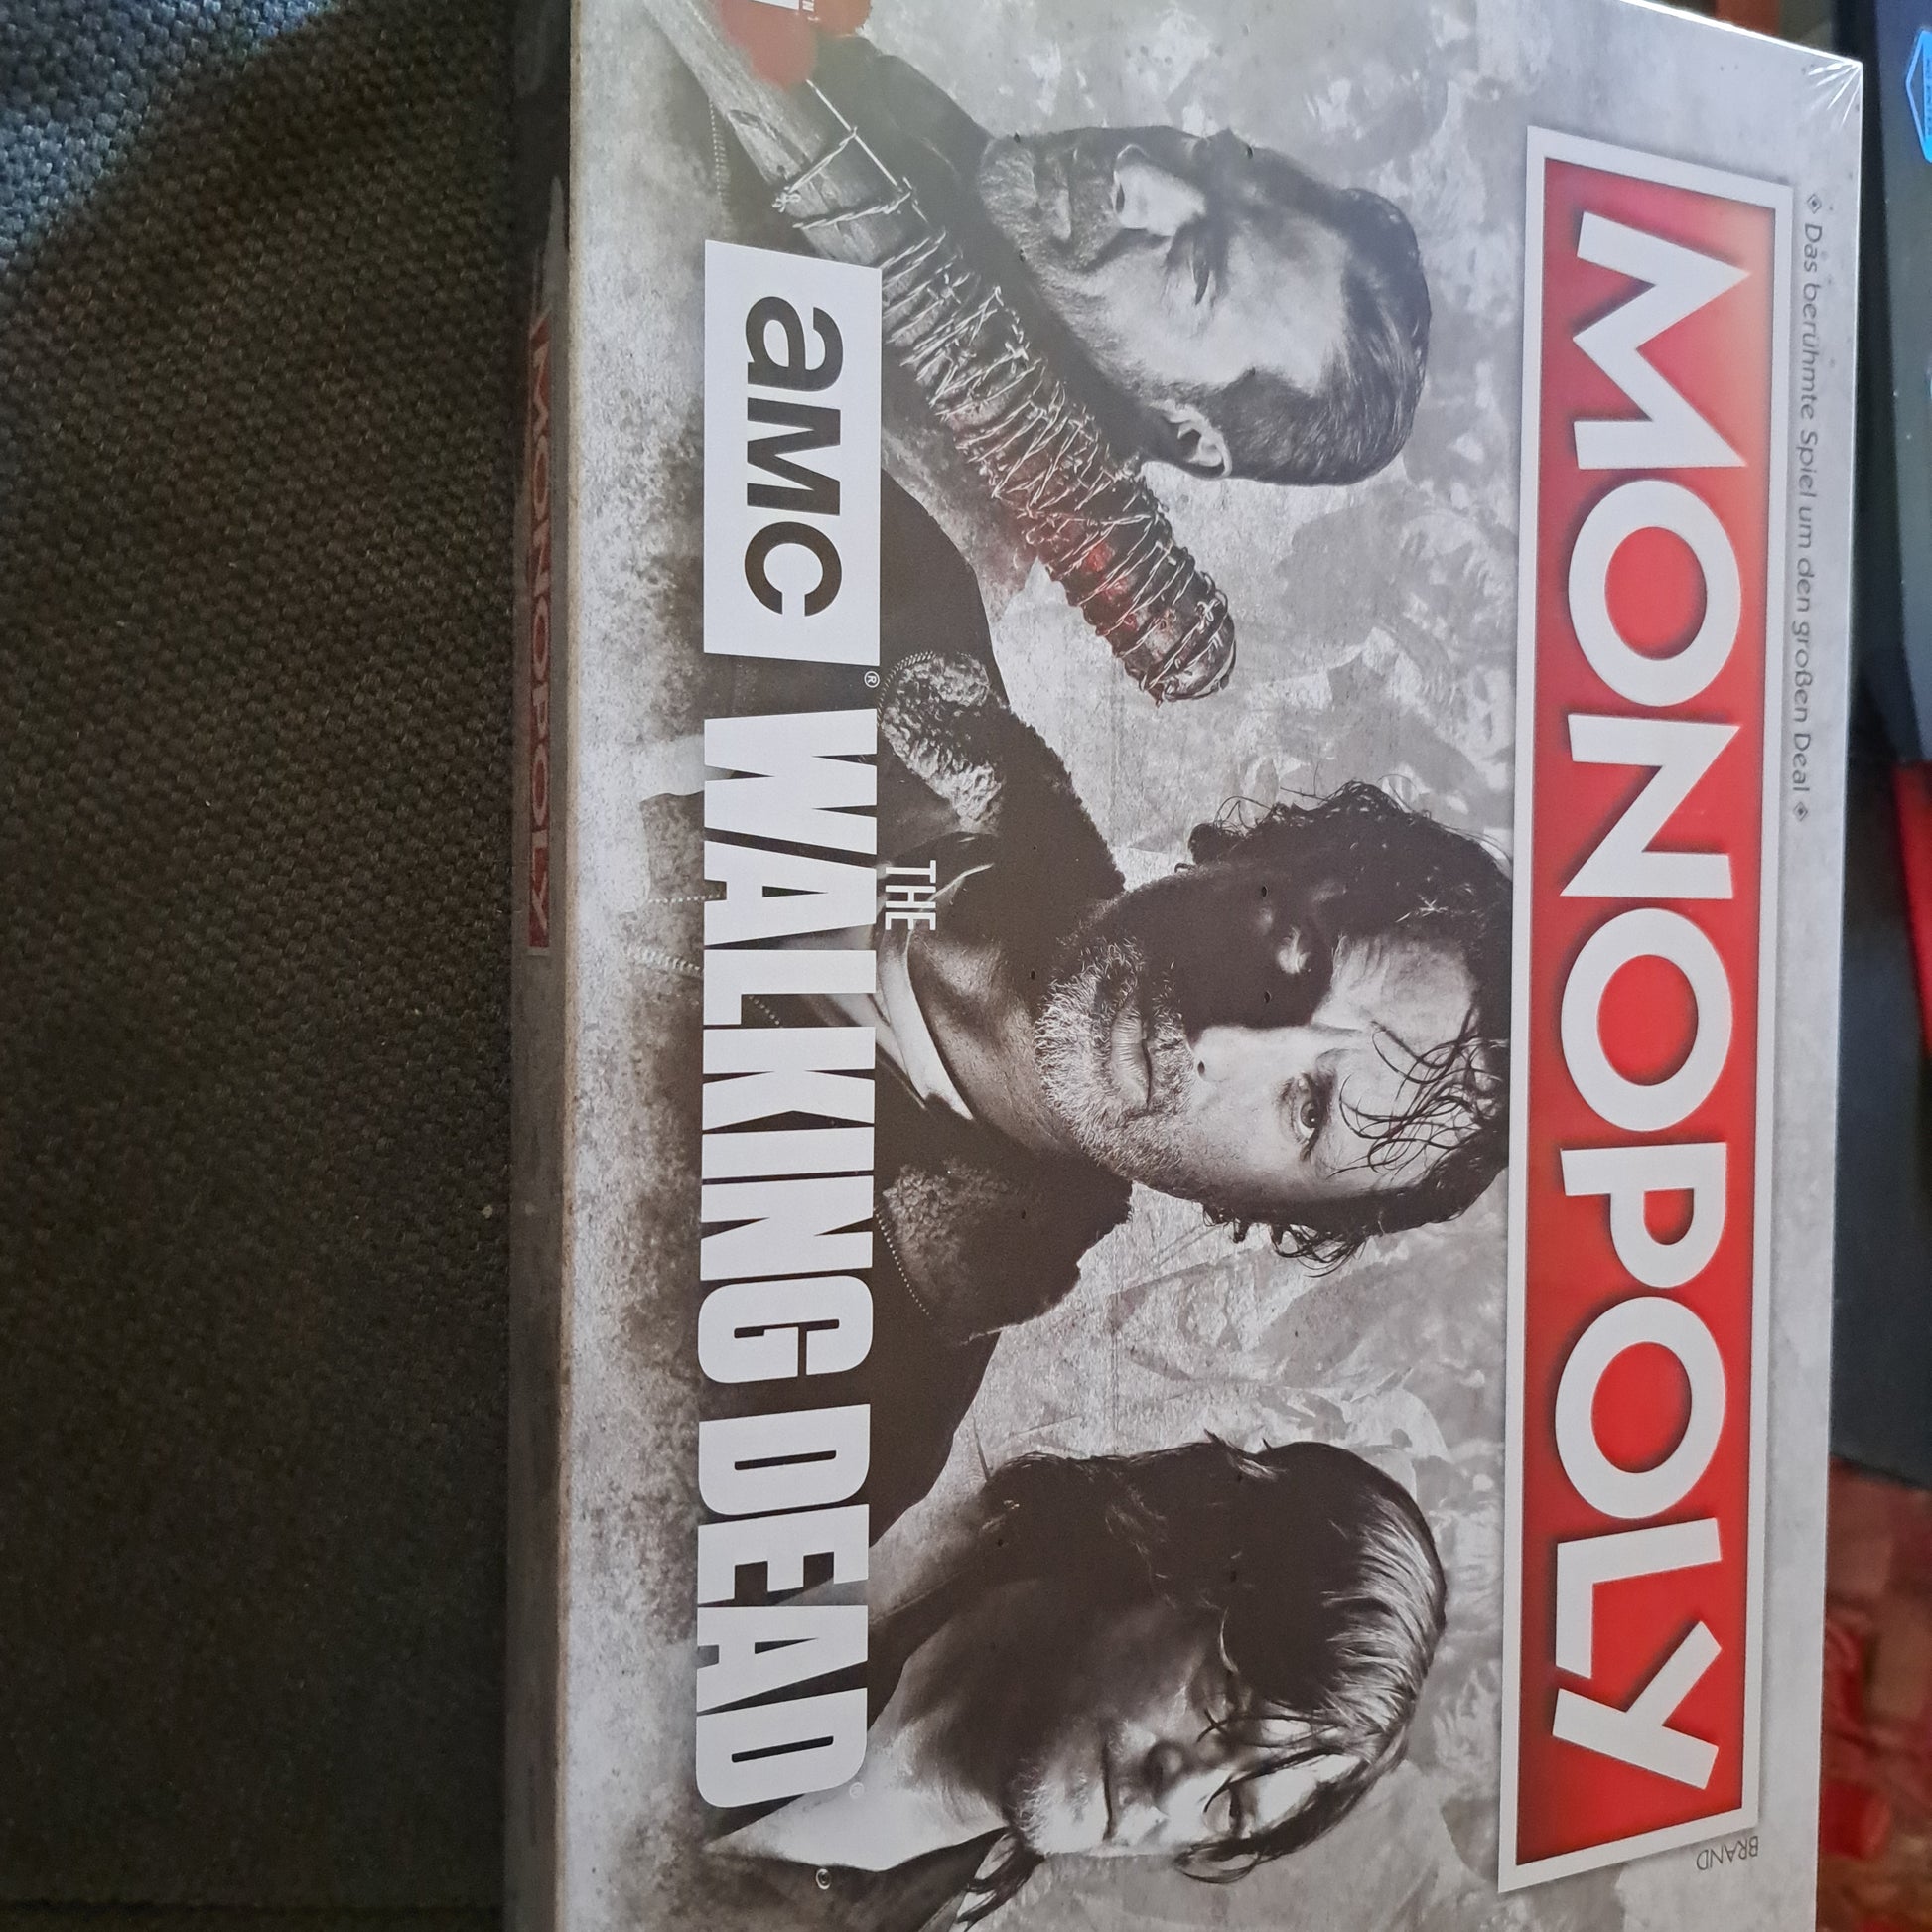 ◈ Das berühmte Spiel um den großen Deal ◈
MONOPOLY
BRAND
amc®
THE
WALKING DEAD
MONOPOLY